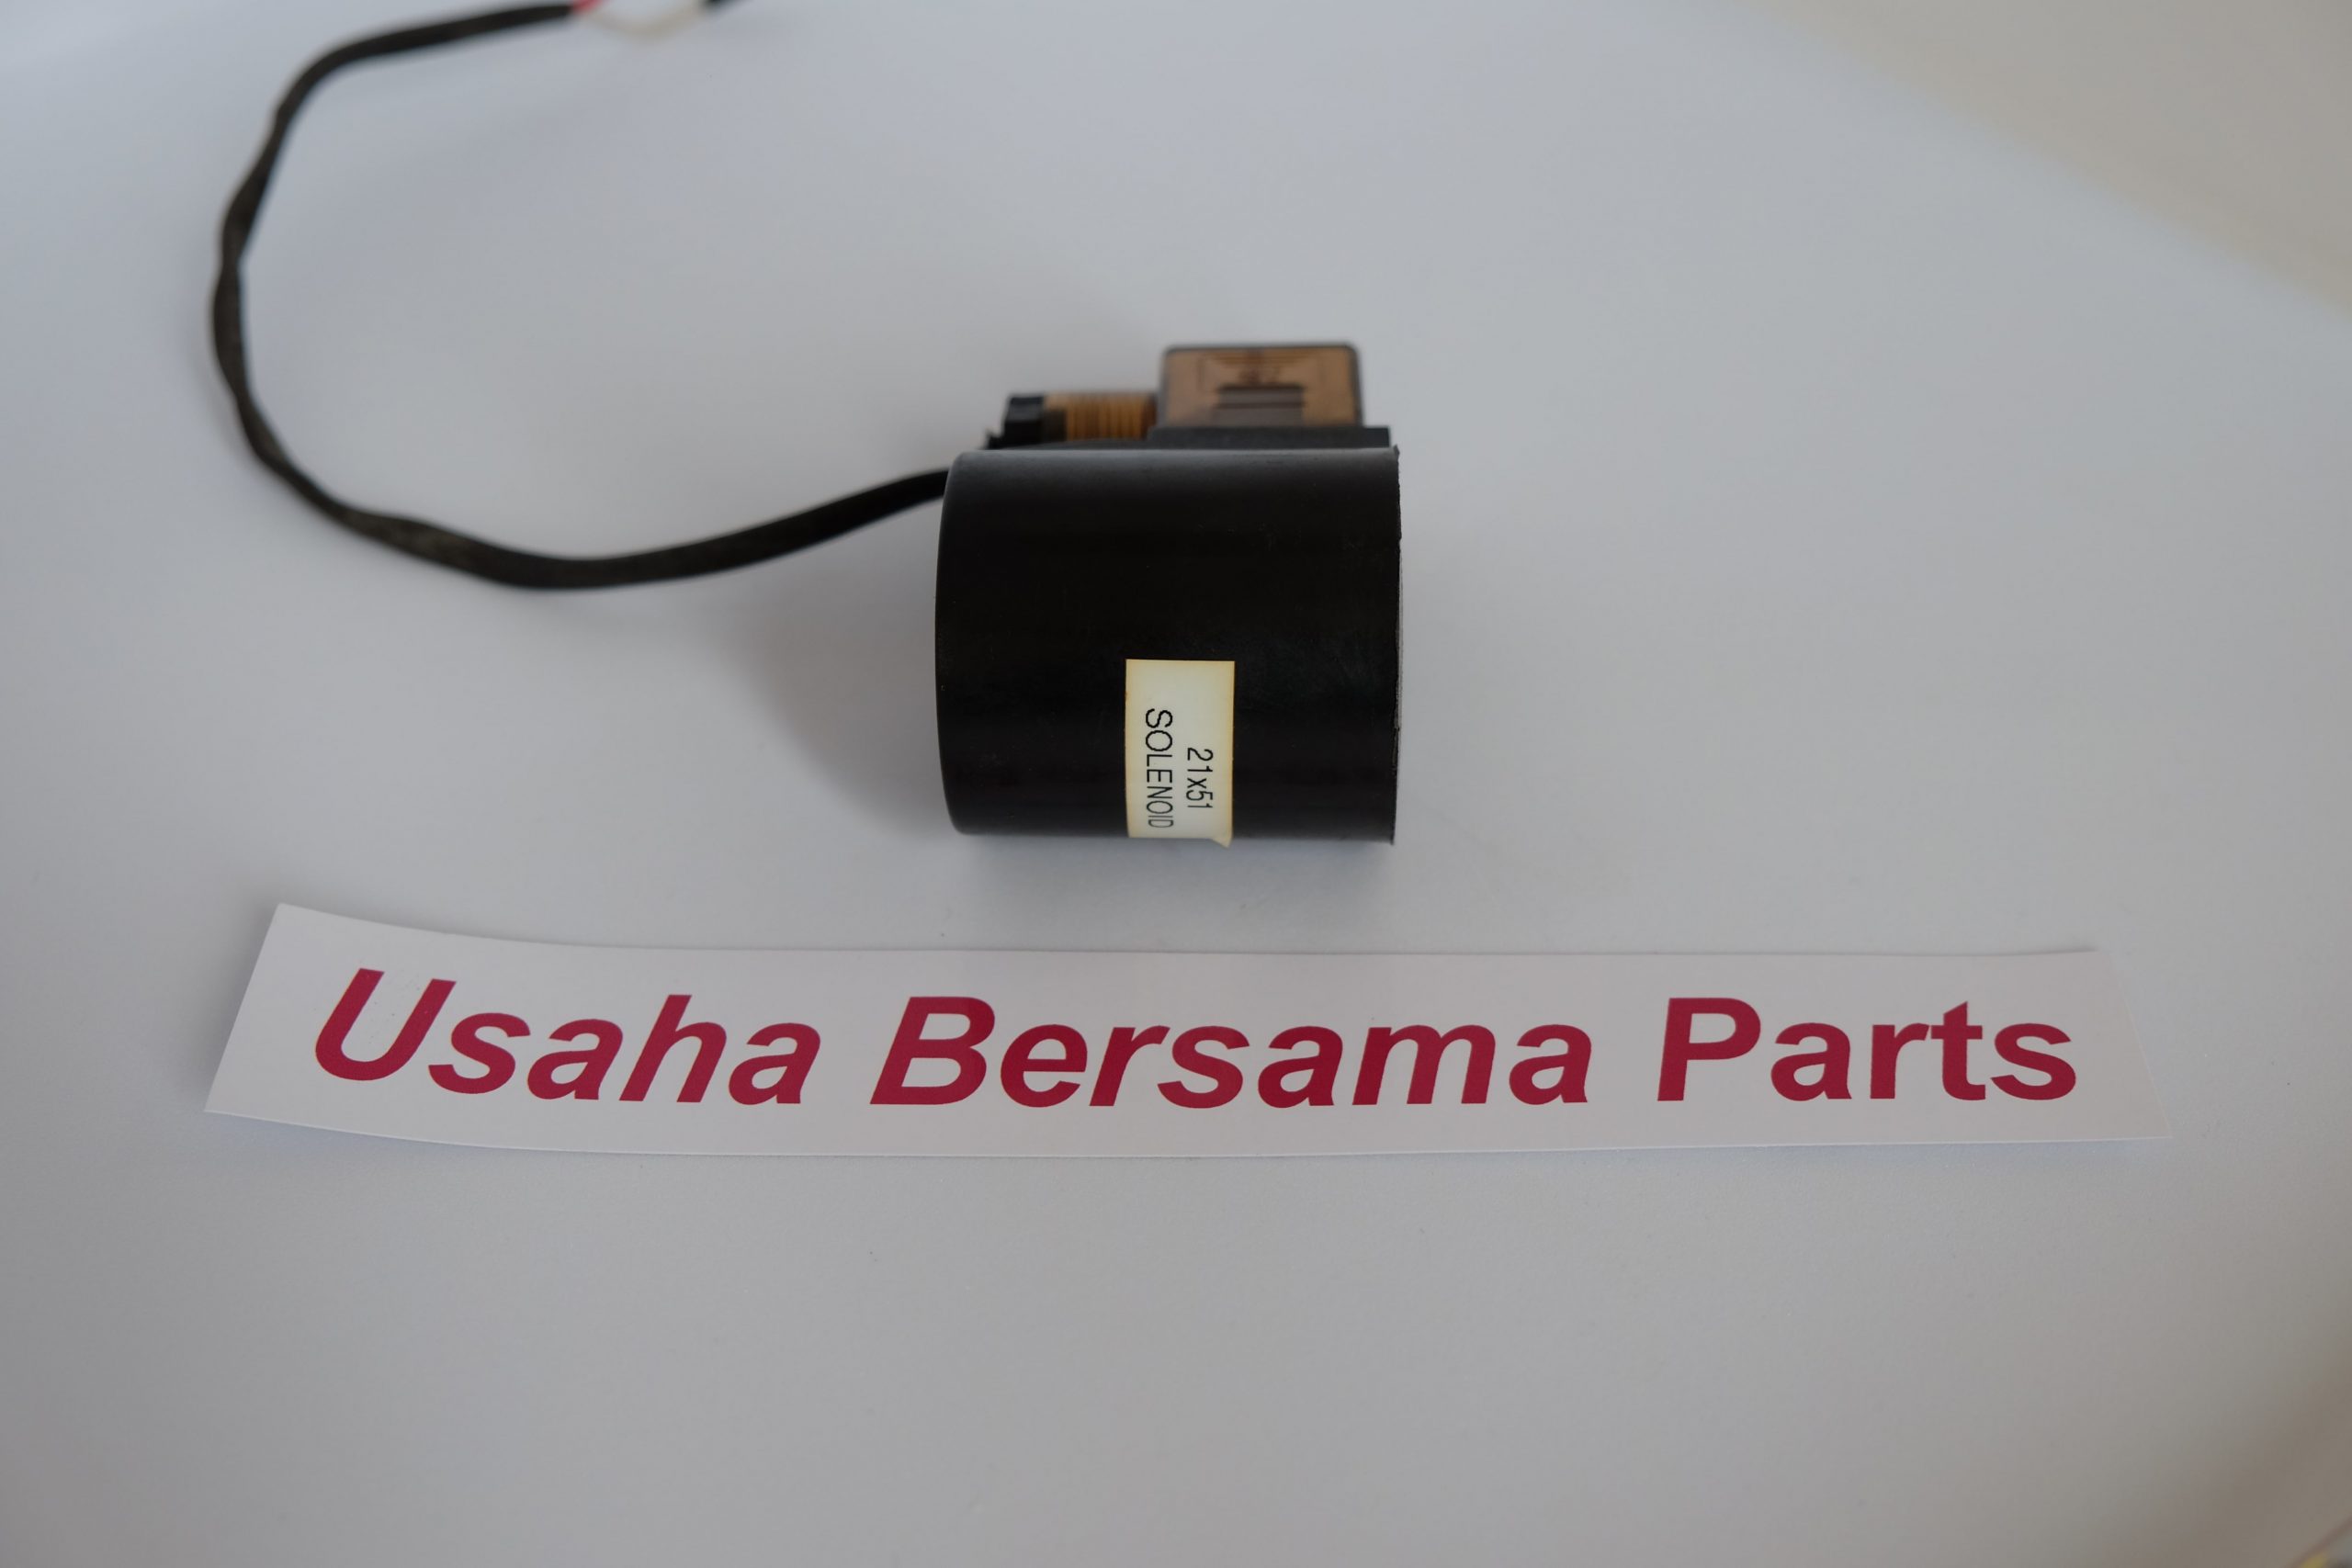 21x51
SOLENOID
Usaha Bersama Parts